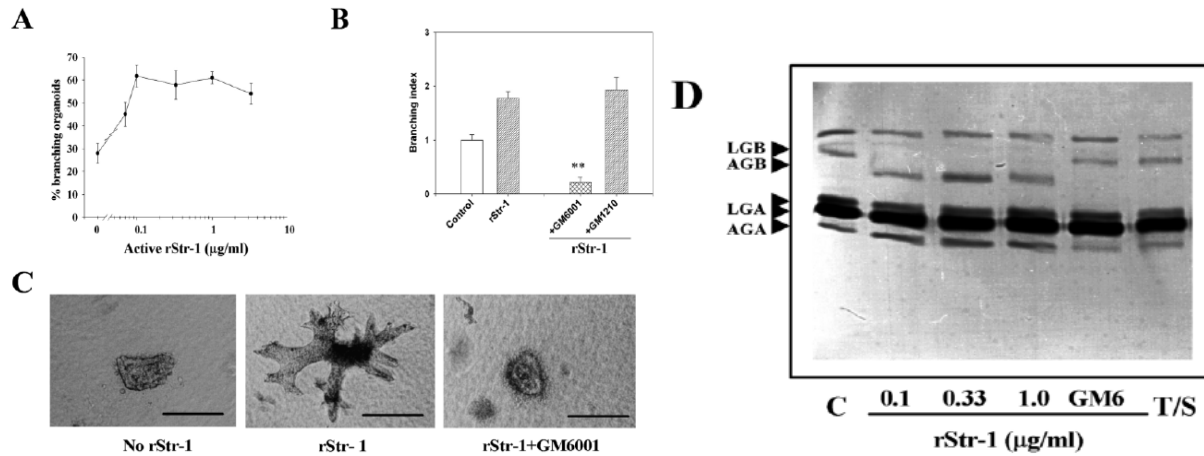 A
% branching organoids
70
60
50
40
30
20
10
0
0 0.1 1 10
Active rStr-1 (µg/ml)
B
Branching index
3
2
1
0
**
Control
rStr-1
+GM6001
+GM1210
rStr-1
C
No rStr-1
rStr- 1
rStr-1+GM6001
D
LGB
AGB
LGA
AGA
C 0.1 0.33 1.0 GM6 T/S
rStr-1 (µg/ml)